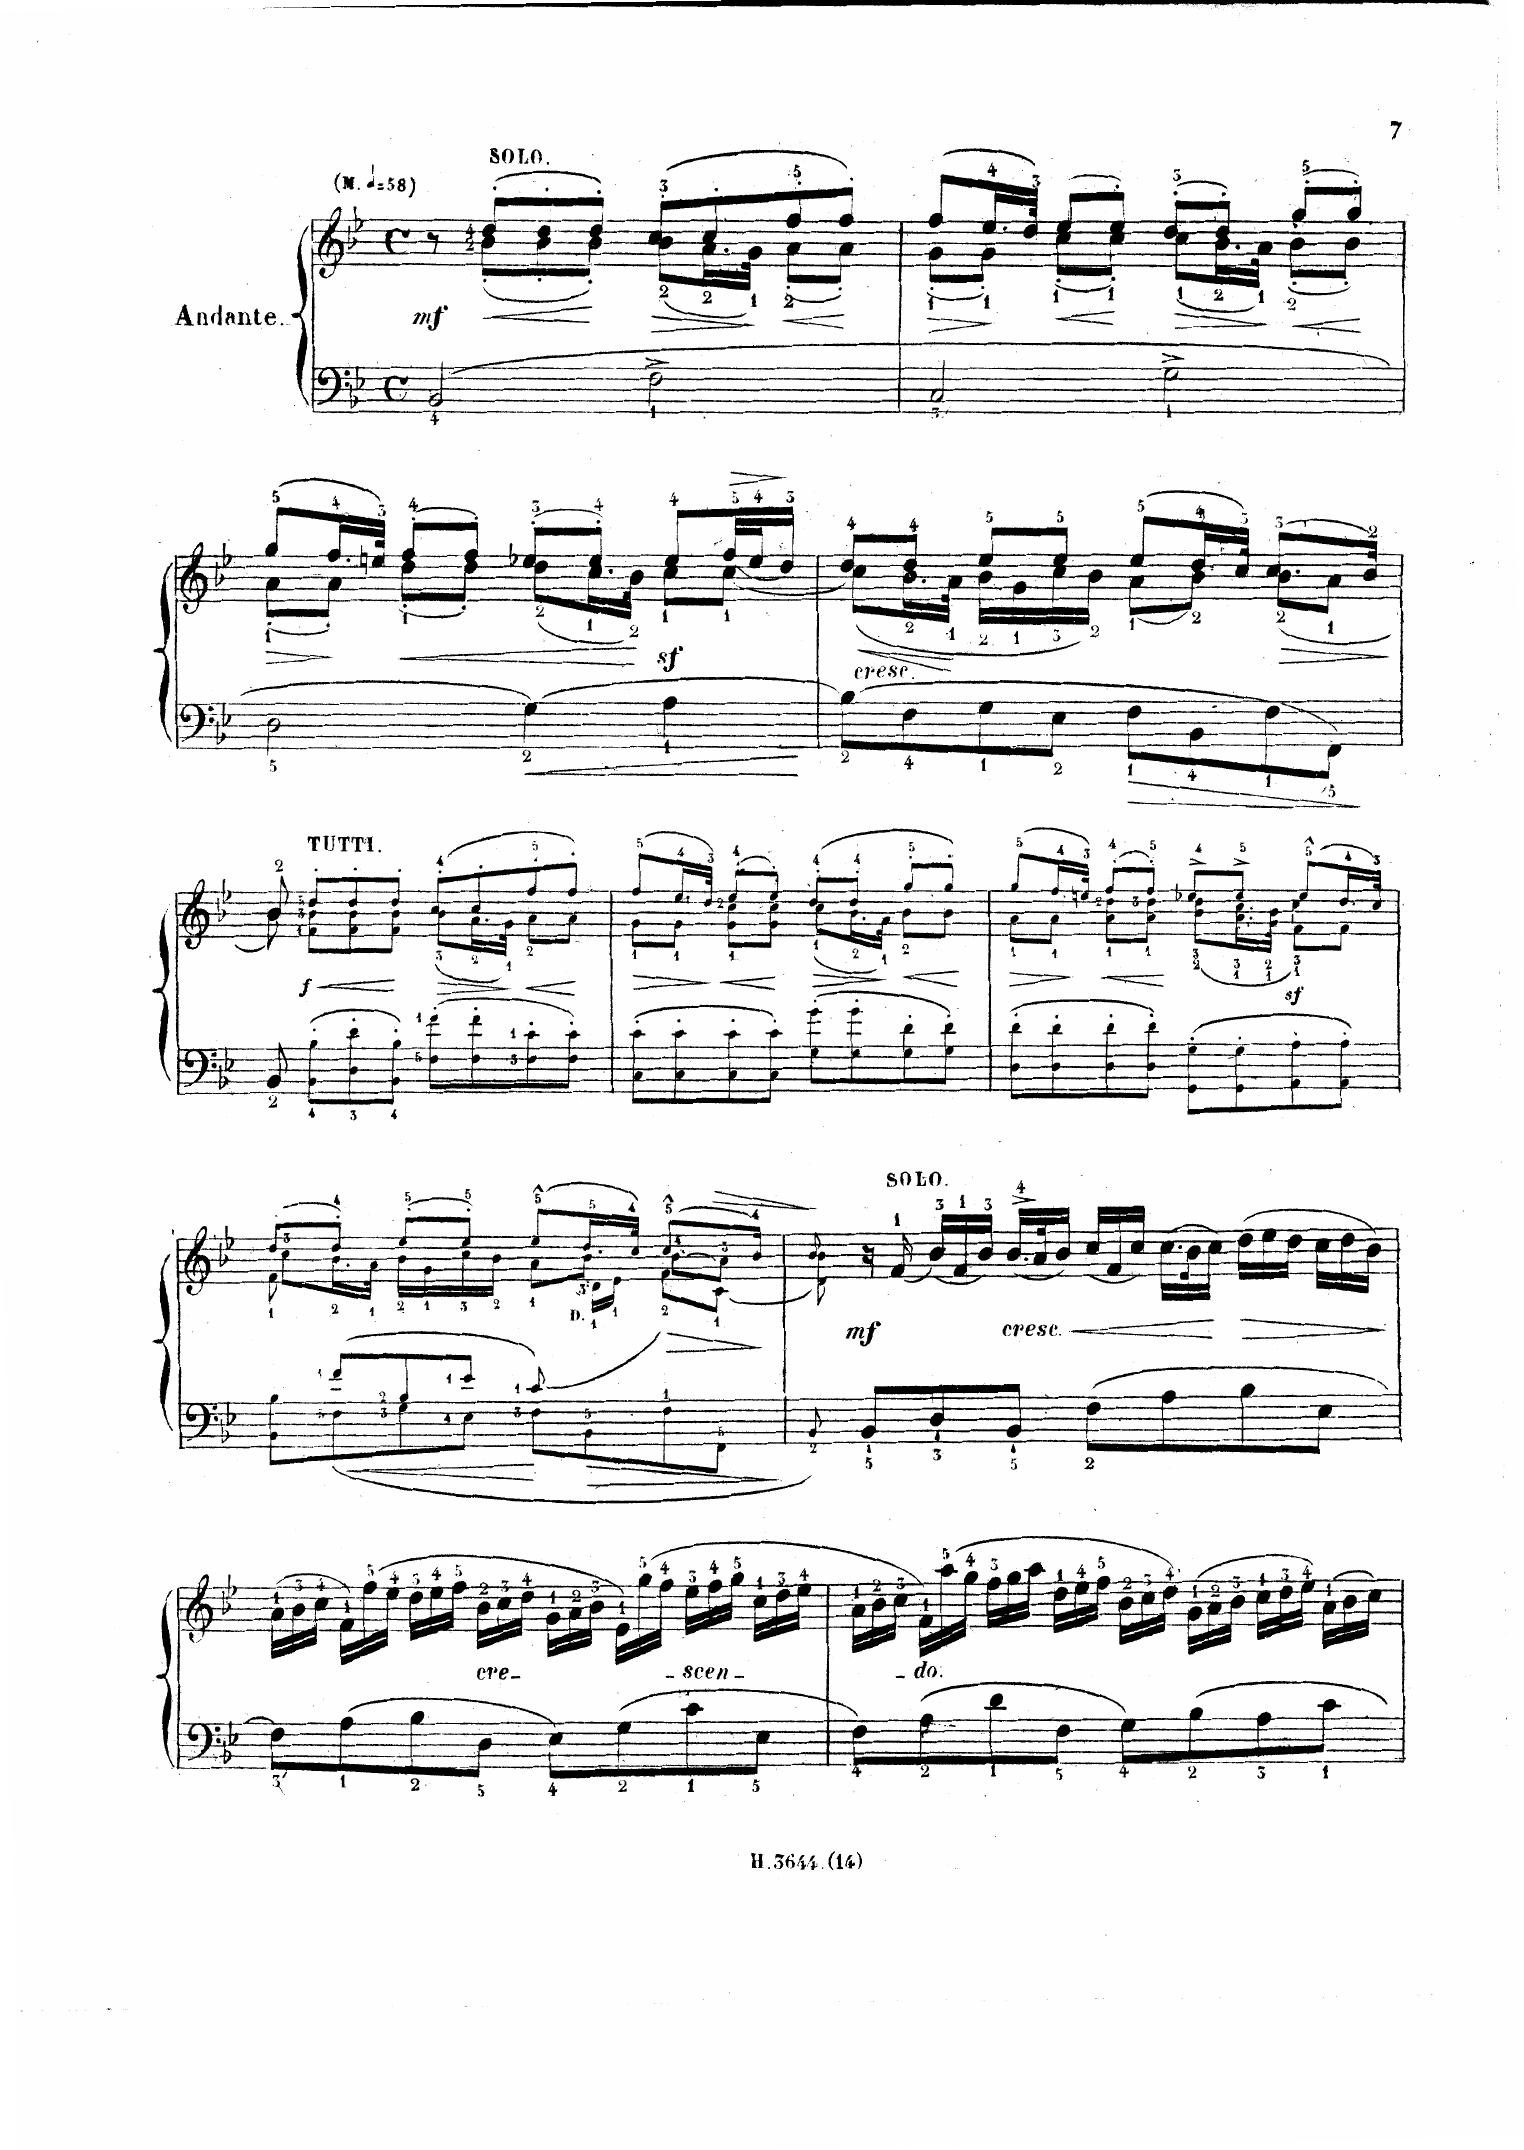 7
SOLO.
(M. ♩=58)
Andante.
mf
sf
cresc.
TUTTI.
f
sf
D.
SOLO.
mf
cresc.
cre- - scen - - do.
H. 3644. (14)